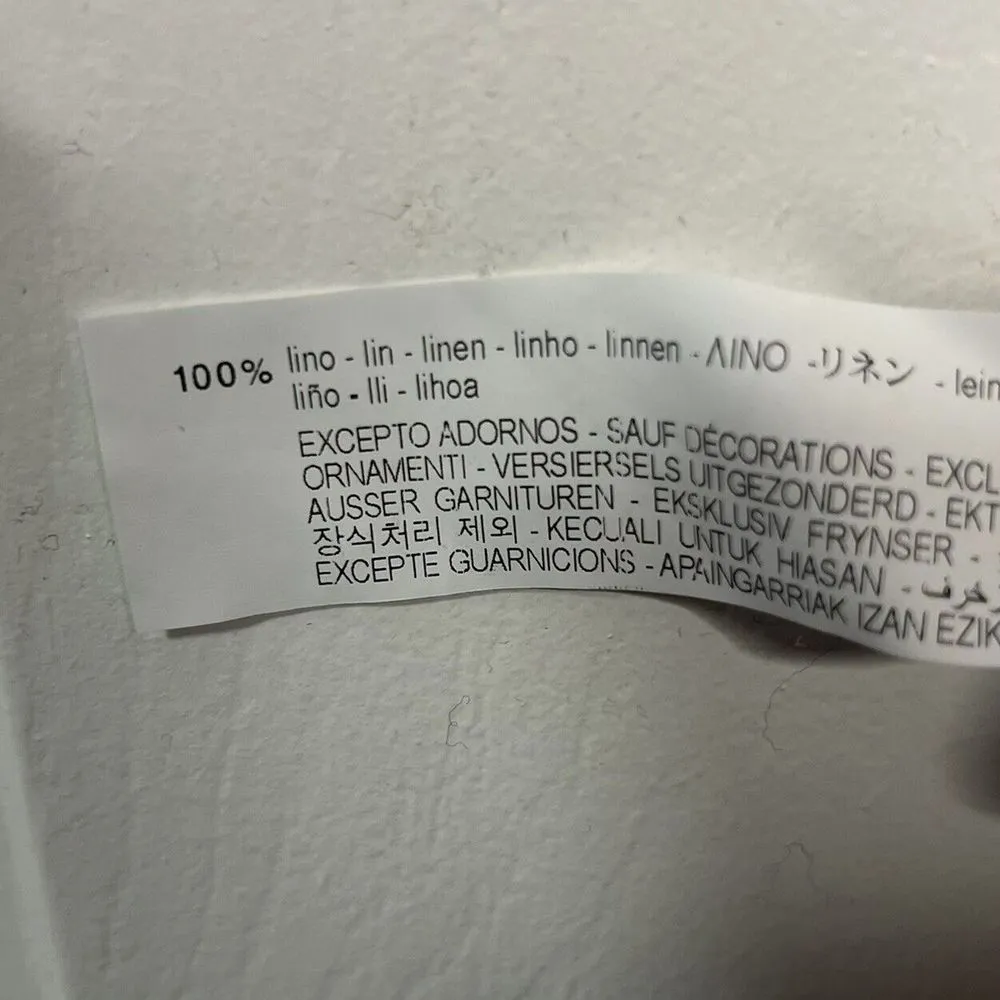 100% lino - lin - linen - linho - linnen - ΛΙΝΟ - リネン - lein
liño - lli - lihoa
EXCEPTO ADORNOS - SAUF DÉCORATIONS - EXCL
ORNAMENTI - VERSIERSELS UITGEZONDERD - EKT
AUSSER GARNITUREN - EKSKLUSIV FRYNSER -
장식처리 제외 - KECUALI UNTUK HIASAN -
EXCEPTE GUARNICIONS - APAINGARRIAK IZAN EZIK